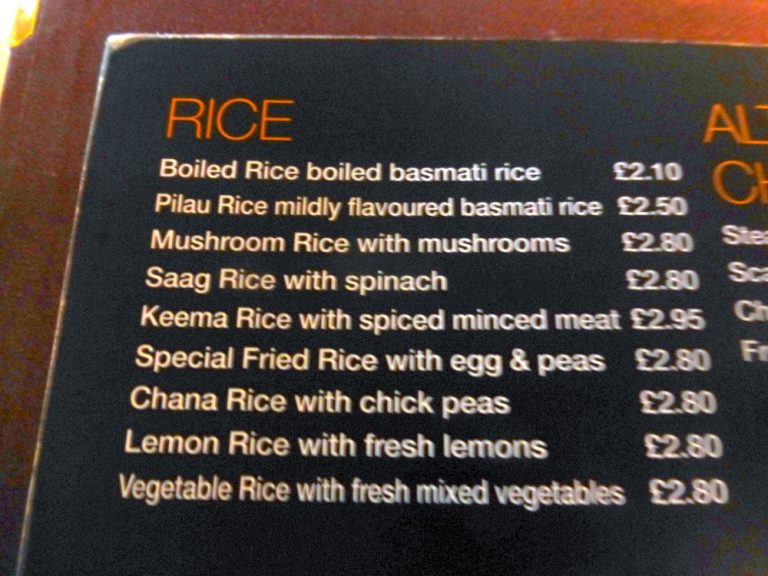 RICE
Boiled Rice boiled basmati rice £2.10
Pilau Rice mildly flavoured basmati rice £2.50
Mushroom Rice with mushrooms £2.80
Saag Rice with spinach £2.80
Keema Rice with spiced minced meat £2.95
Special Fried Rice with egg & peas £2.80
Chana Rice with chick peas £2.80
Lemon Rice with fresh lemons £2.80
Vegetable Rice with fresh mixed vegetables £2.80